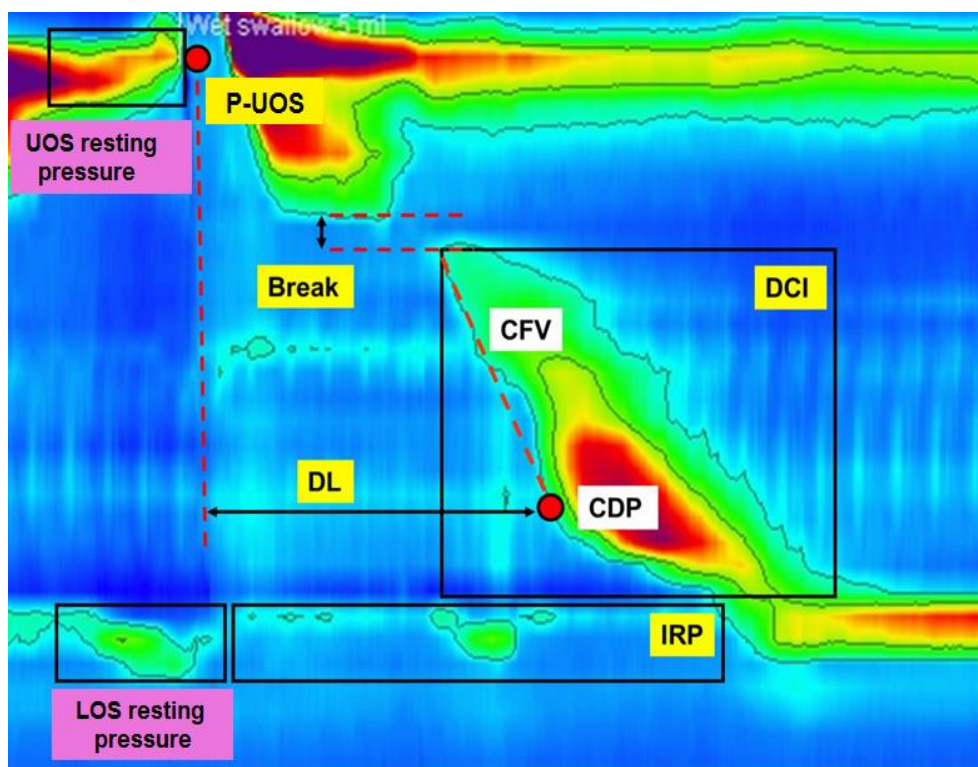 Wet swallow 5 ml
P-UOS
UOS resting
pressure
Break
DCI
CFV
DL
CDP
IRP
LOS resting
pressure